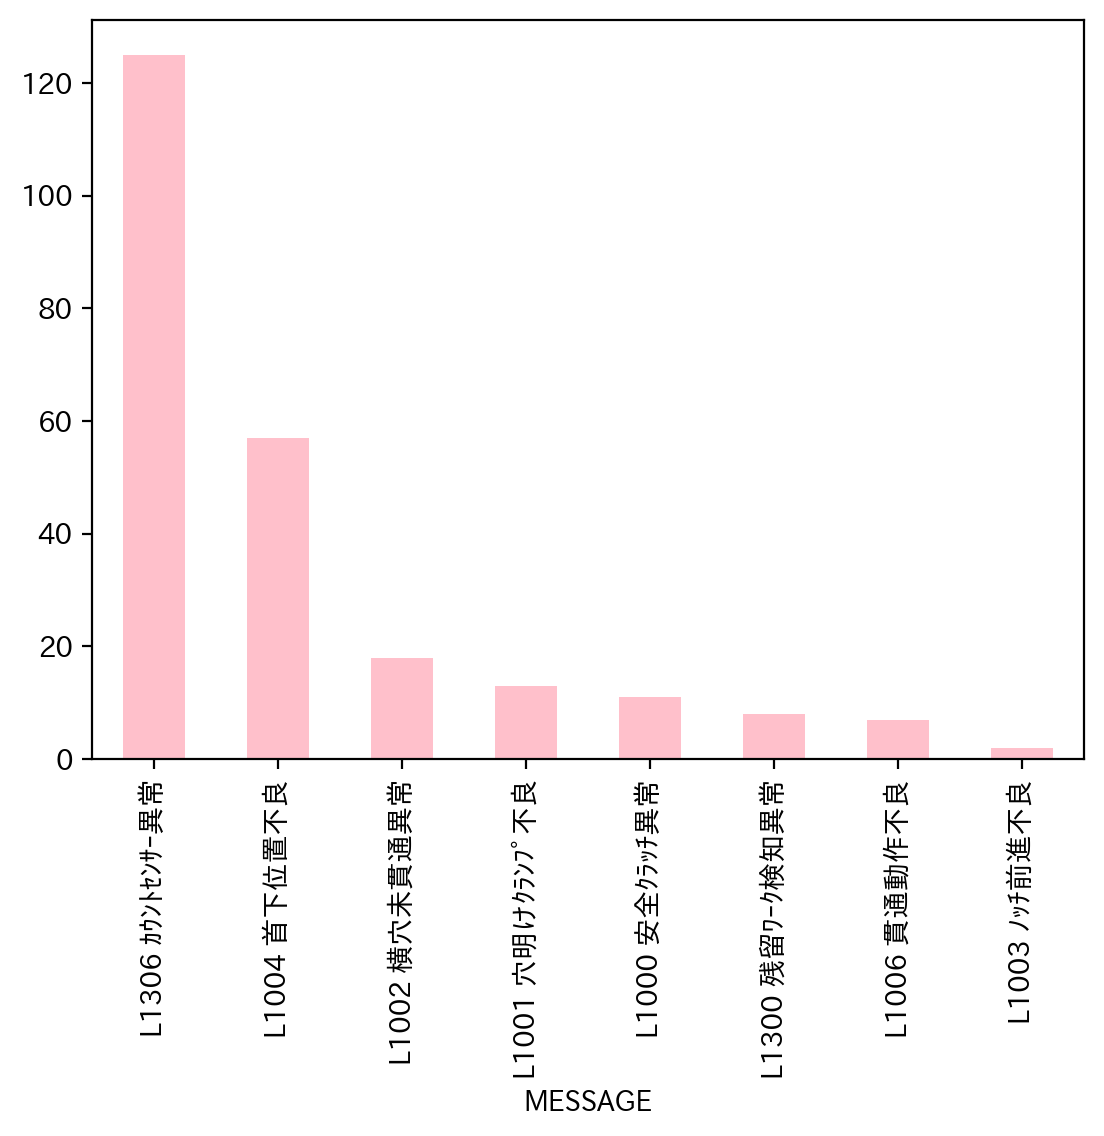 120
100
80
60
40
20
0
L1306 ｶｳﾝﾄｾﾝｻｰ異常
L1004 首下位置不良
L1002 横穴未貫通異常
L1001 穴明けｸﾗﾝﾌﾟ不良
L1000 安全ｸﾗｯﾁ異常
L1300 残留ﾜｰｸ検知異常
L1006 貫通動作不良
L1003 ﾉｯﾁ前進不良
MESSAGE